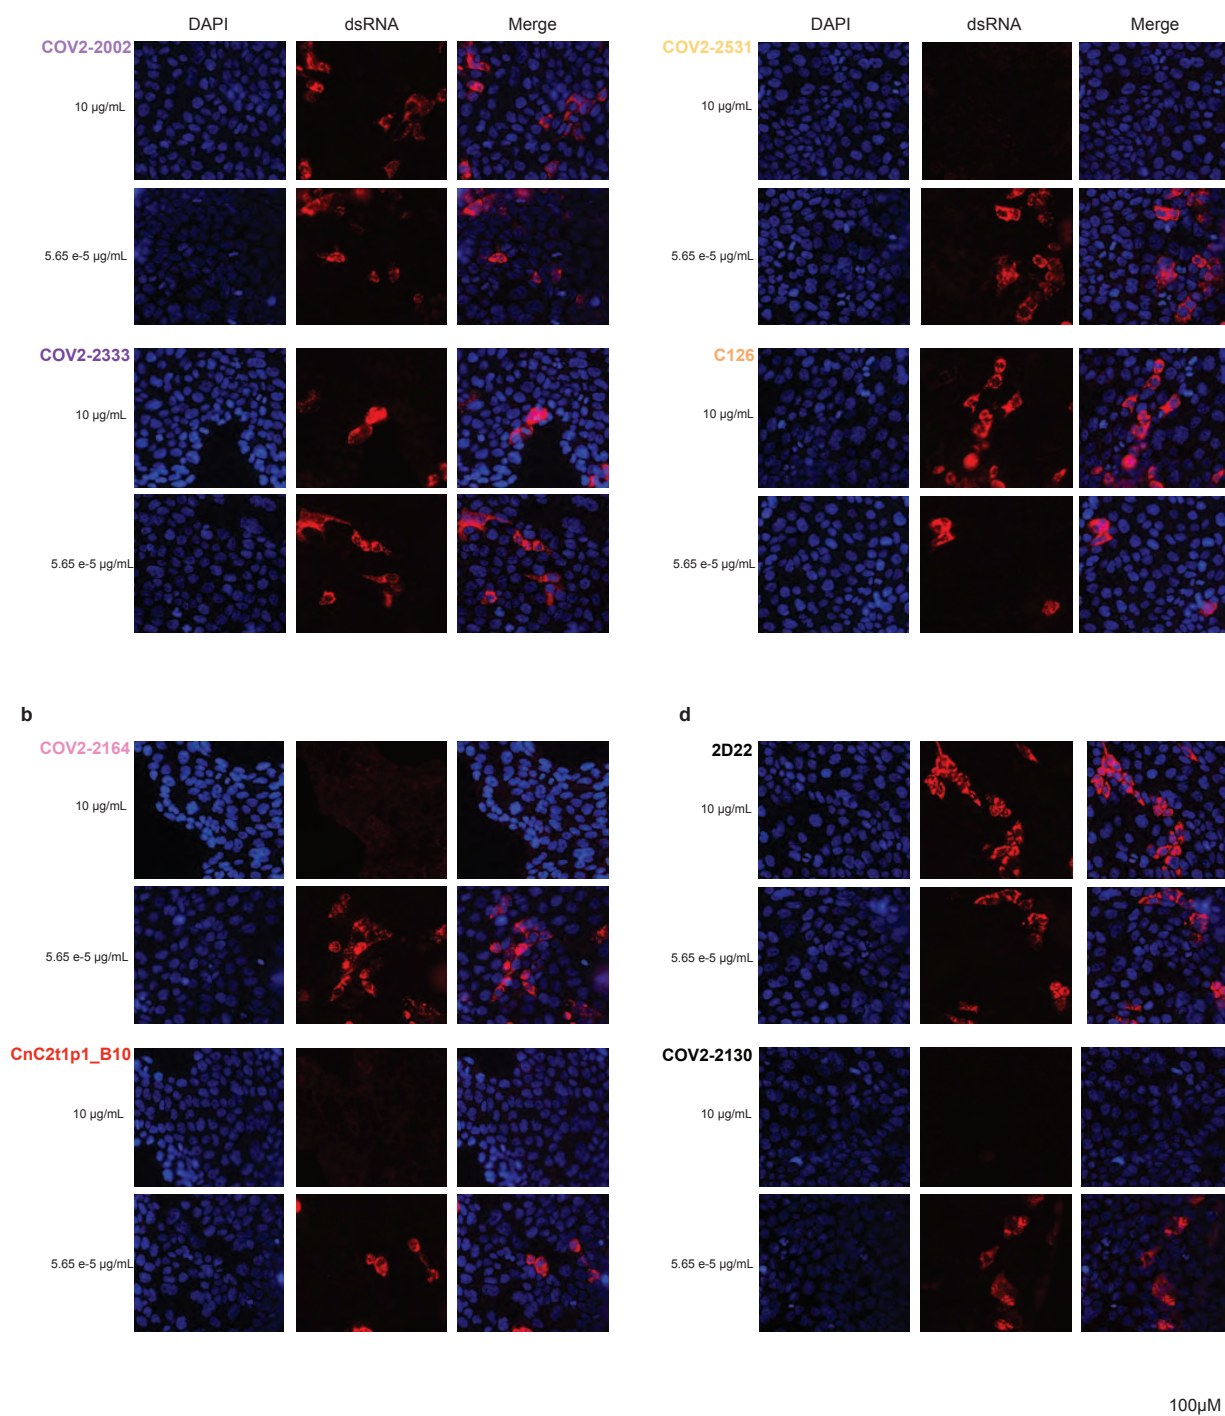 DAPI dsRNA Merge
COV2-2002
10 µg/mL
5.65 e-5 µg/mL
COV2-2333
10 µg/mL
5.65 e-5 µg/mL
DAPI dsRNA Merge
COV2-2531
10 µg/mL
5.65 e-5 µg/mL
C126
10 µg/mL
5.65 e-5 µg/mL
b
COV2-2164
10 µg/mL
5.65 e-5 µg/mL
CnC2t1p1_B10
10 µg/mL
5.65 e-5 µg/mL
d
2D22
10 µg/mL
5.65 e-5 µg/mL
COV2-2130
10 µg/mL
5.65 e-5 µg/mL
100µM